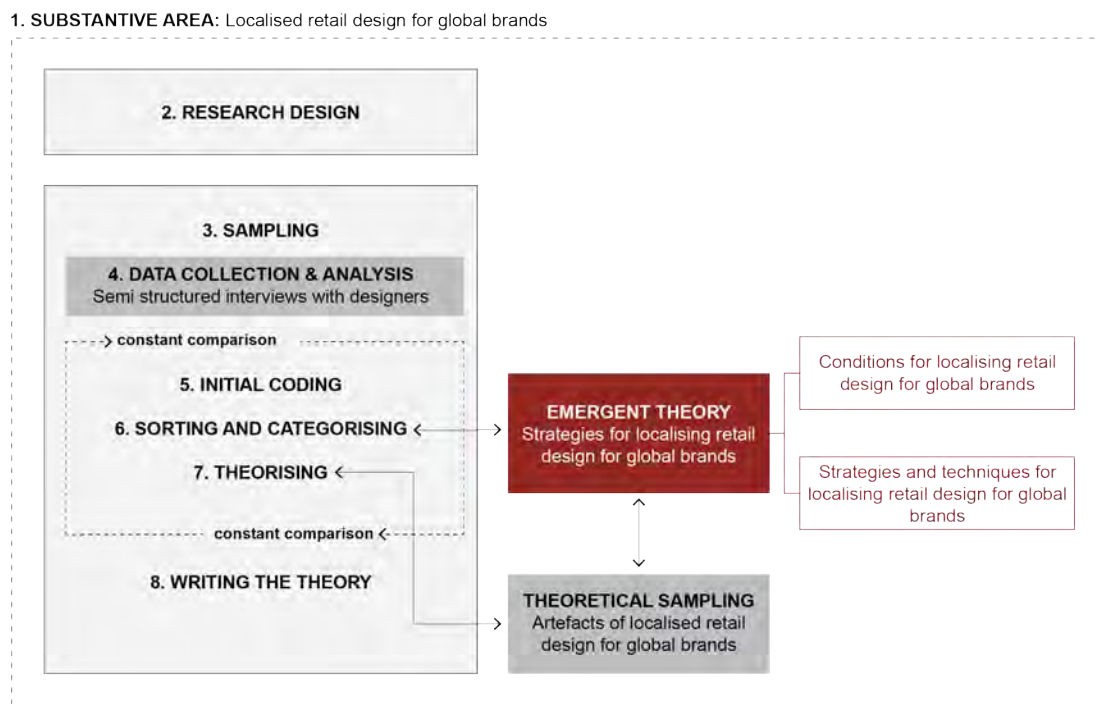 1. SUBSTANTIVE AREA: Localised retail design for global brands
2. RESEARCH DESIGN
3. SAMPLING
4. DATA COLLECTION & ANALYSIS
Semi structured interviews with designers
constant comparison
5. INITIAL CODING
6. SORTING AND CATEGORISING
7. THEORISING
constant comparison
8. WRITING THE THEORY
EMERGENT THEORY
Strategies for localising retail
design for global brands
THEORETICAL SAMPLING
Artefacts of localised retail
design for global brands
Conditions for localising retail
design for global brands
Strategies and techniques for
localising retail design for global
brands